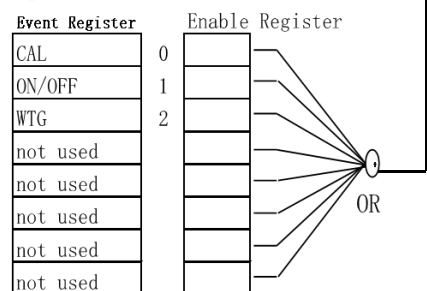 Event Register Enable Register
CAL 0
ON/OFF 1
WTG 2
not used
not used
not used OR
not used
not used